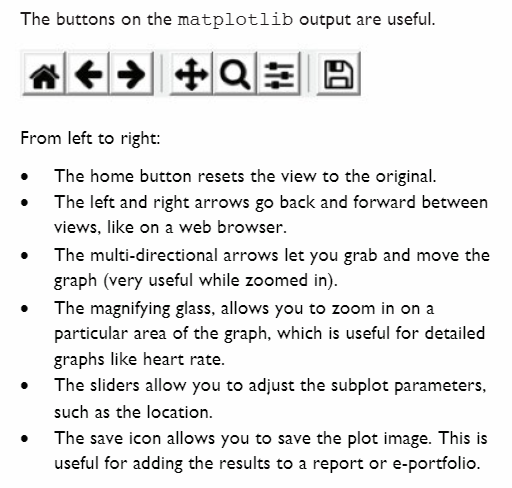 The buttons on the matplotlib output are useful.
From left to right:
• The home button resets the view to the original.
• The left and right arrows go back and forward between
views, like on a web browser.
• The multi-directional arrows let you grab and move the
graph (very useful while zoomed in).
• The magnifying glass, allows you to zoom in on a
particular area of the graph, which is useful for detailed
graphs like heart rate.
• The sliders allow you to adjust the subplot parameters,
such as the location.
• The save icon allows you to save the plot image. This is
useful for adding the results to a report or e-portfolio.